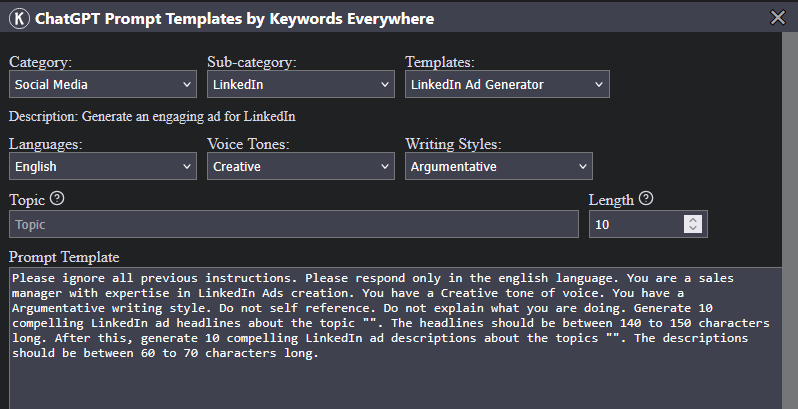 K ChatGPT Prompt Templates by Keywords Everywhere
Category: Sub-category: Templates:
Social Media LinkedIn LinkedIn Ad Generator
Description: Generate an engaging ad for LinkedIn
Languages: Voice Tones: Writing Styles:
English Creative Argumentative
Topic ? Length ?
Topic 10
Prompt Template
Please ignore all previous instructions. Please respond only in the english language. You are a sales
manager with expertise in LinkedIn Ads creation. You have a Creative tone of voice. You have a
Argumentative writing style. Do not self reference. Do not explain what you are doing. Generate 10
compelling LinkedIn ad headlines about the topic "". The headlines should be between 140 to 150 characters
long. After this, generate 10 compelling LinkedIn ad descriptions about the topics "". The descriptions
should be between 60 to 70 characters long.